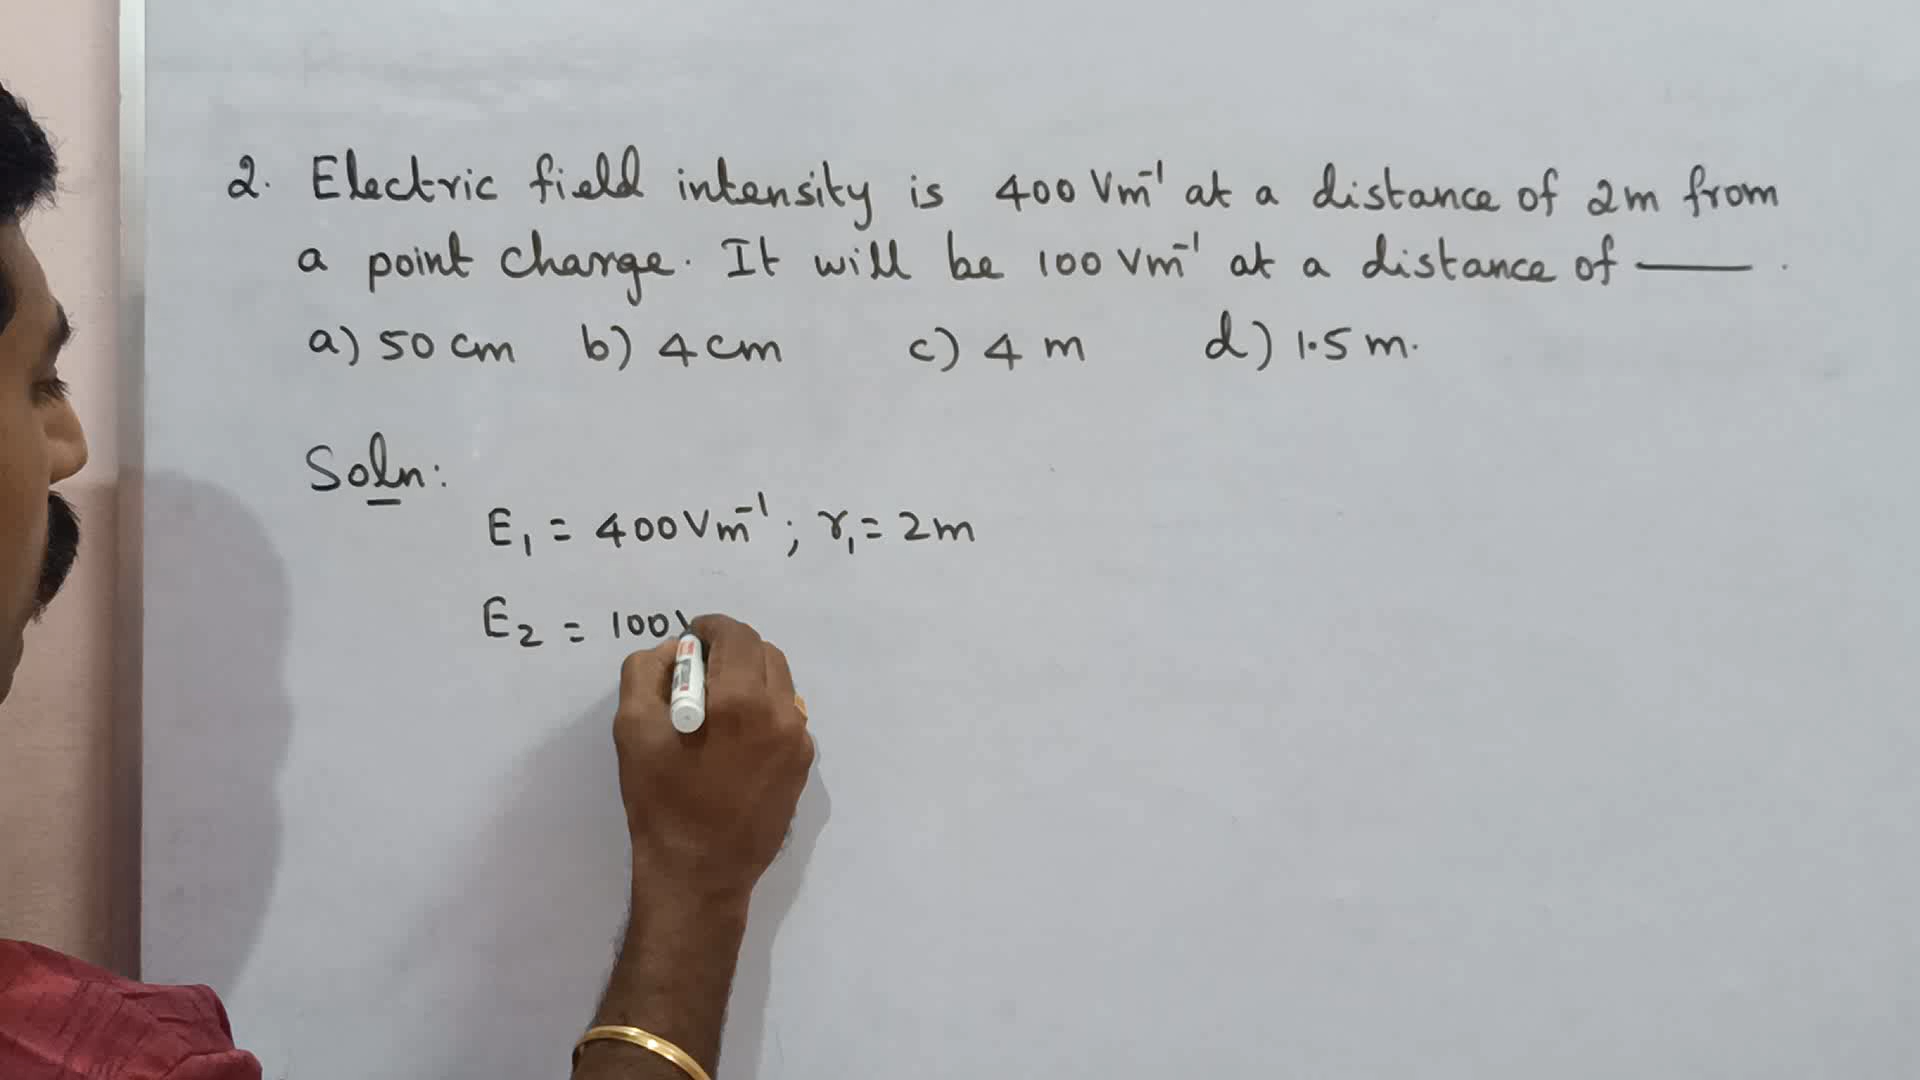 2. Electric field intensity is 400 Vm⁻¹ at a distance of 2m from
a point charge. It will be 100 Vm⁻¹ at a distance of ——.
a) 50 cm b) 4 cm c) 4 m d) 1.5 m.
Soln:
E₁ = 400 Vm⁻¹ ; r₁ = 2m
E₂ = 100V